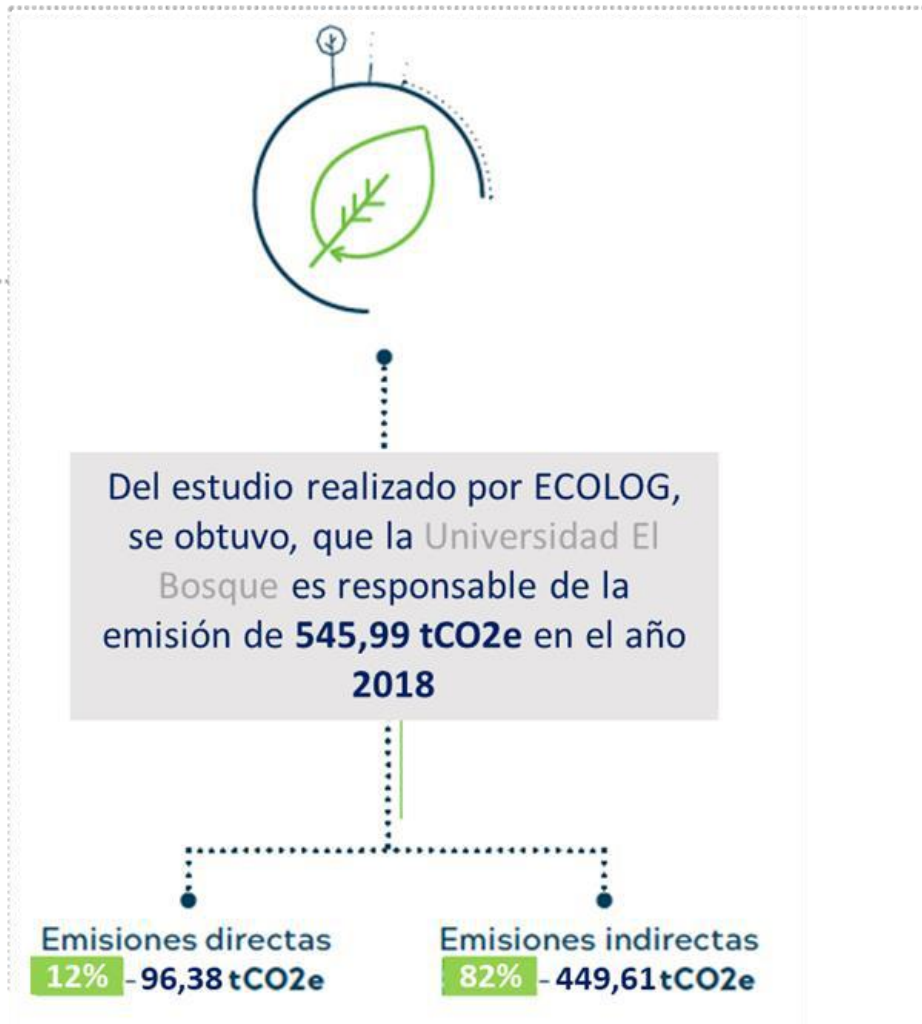 Del estudio realizado por ECOLOG,
se obtuvo, que la Universidad El
Bosque es responsable de la
emisión de 545,99 tCO2e en el año
2018
Emisiones directas
12% - 96,38 tCO2e
Emisiones indirectas
82% - 449,61 tCO2e